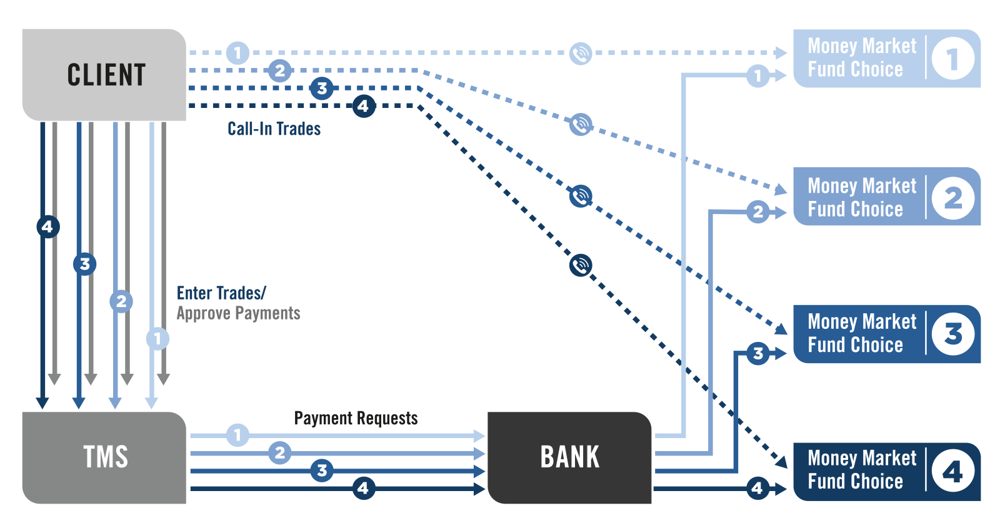 CLIENT
1
2
3
4
Call-In Trades
1
Money Market
Fund Choice
1
2
Money Market
Fund Choice
2
4
3
2
1
Enter Trades/
Approve Payments
3
Money Market
Fund Choice
3
TMS
Payment Requests
1
2
3
4
BANK
4
Money Market
Fund Choice
4